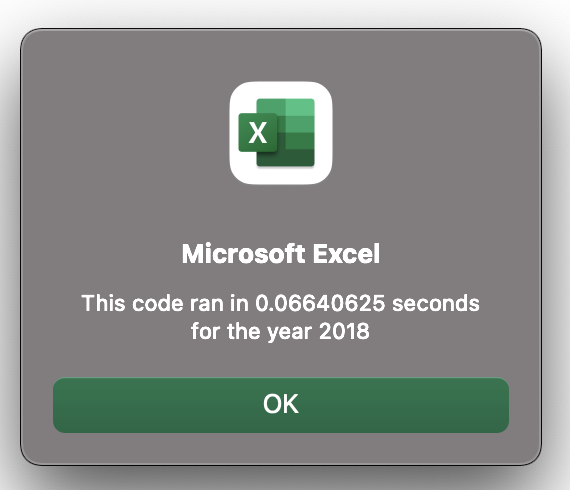 X
Microsoft Excel
This code ran in 0.06640625 seconds
for the year 2018
OK